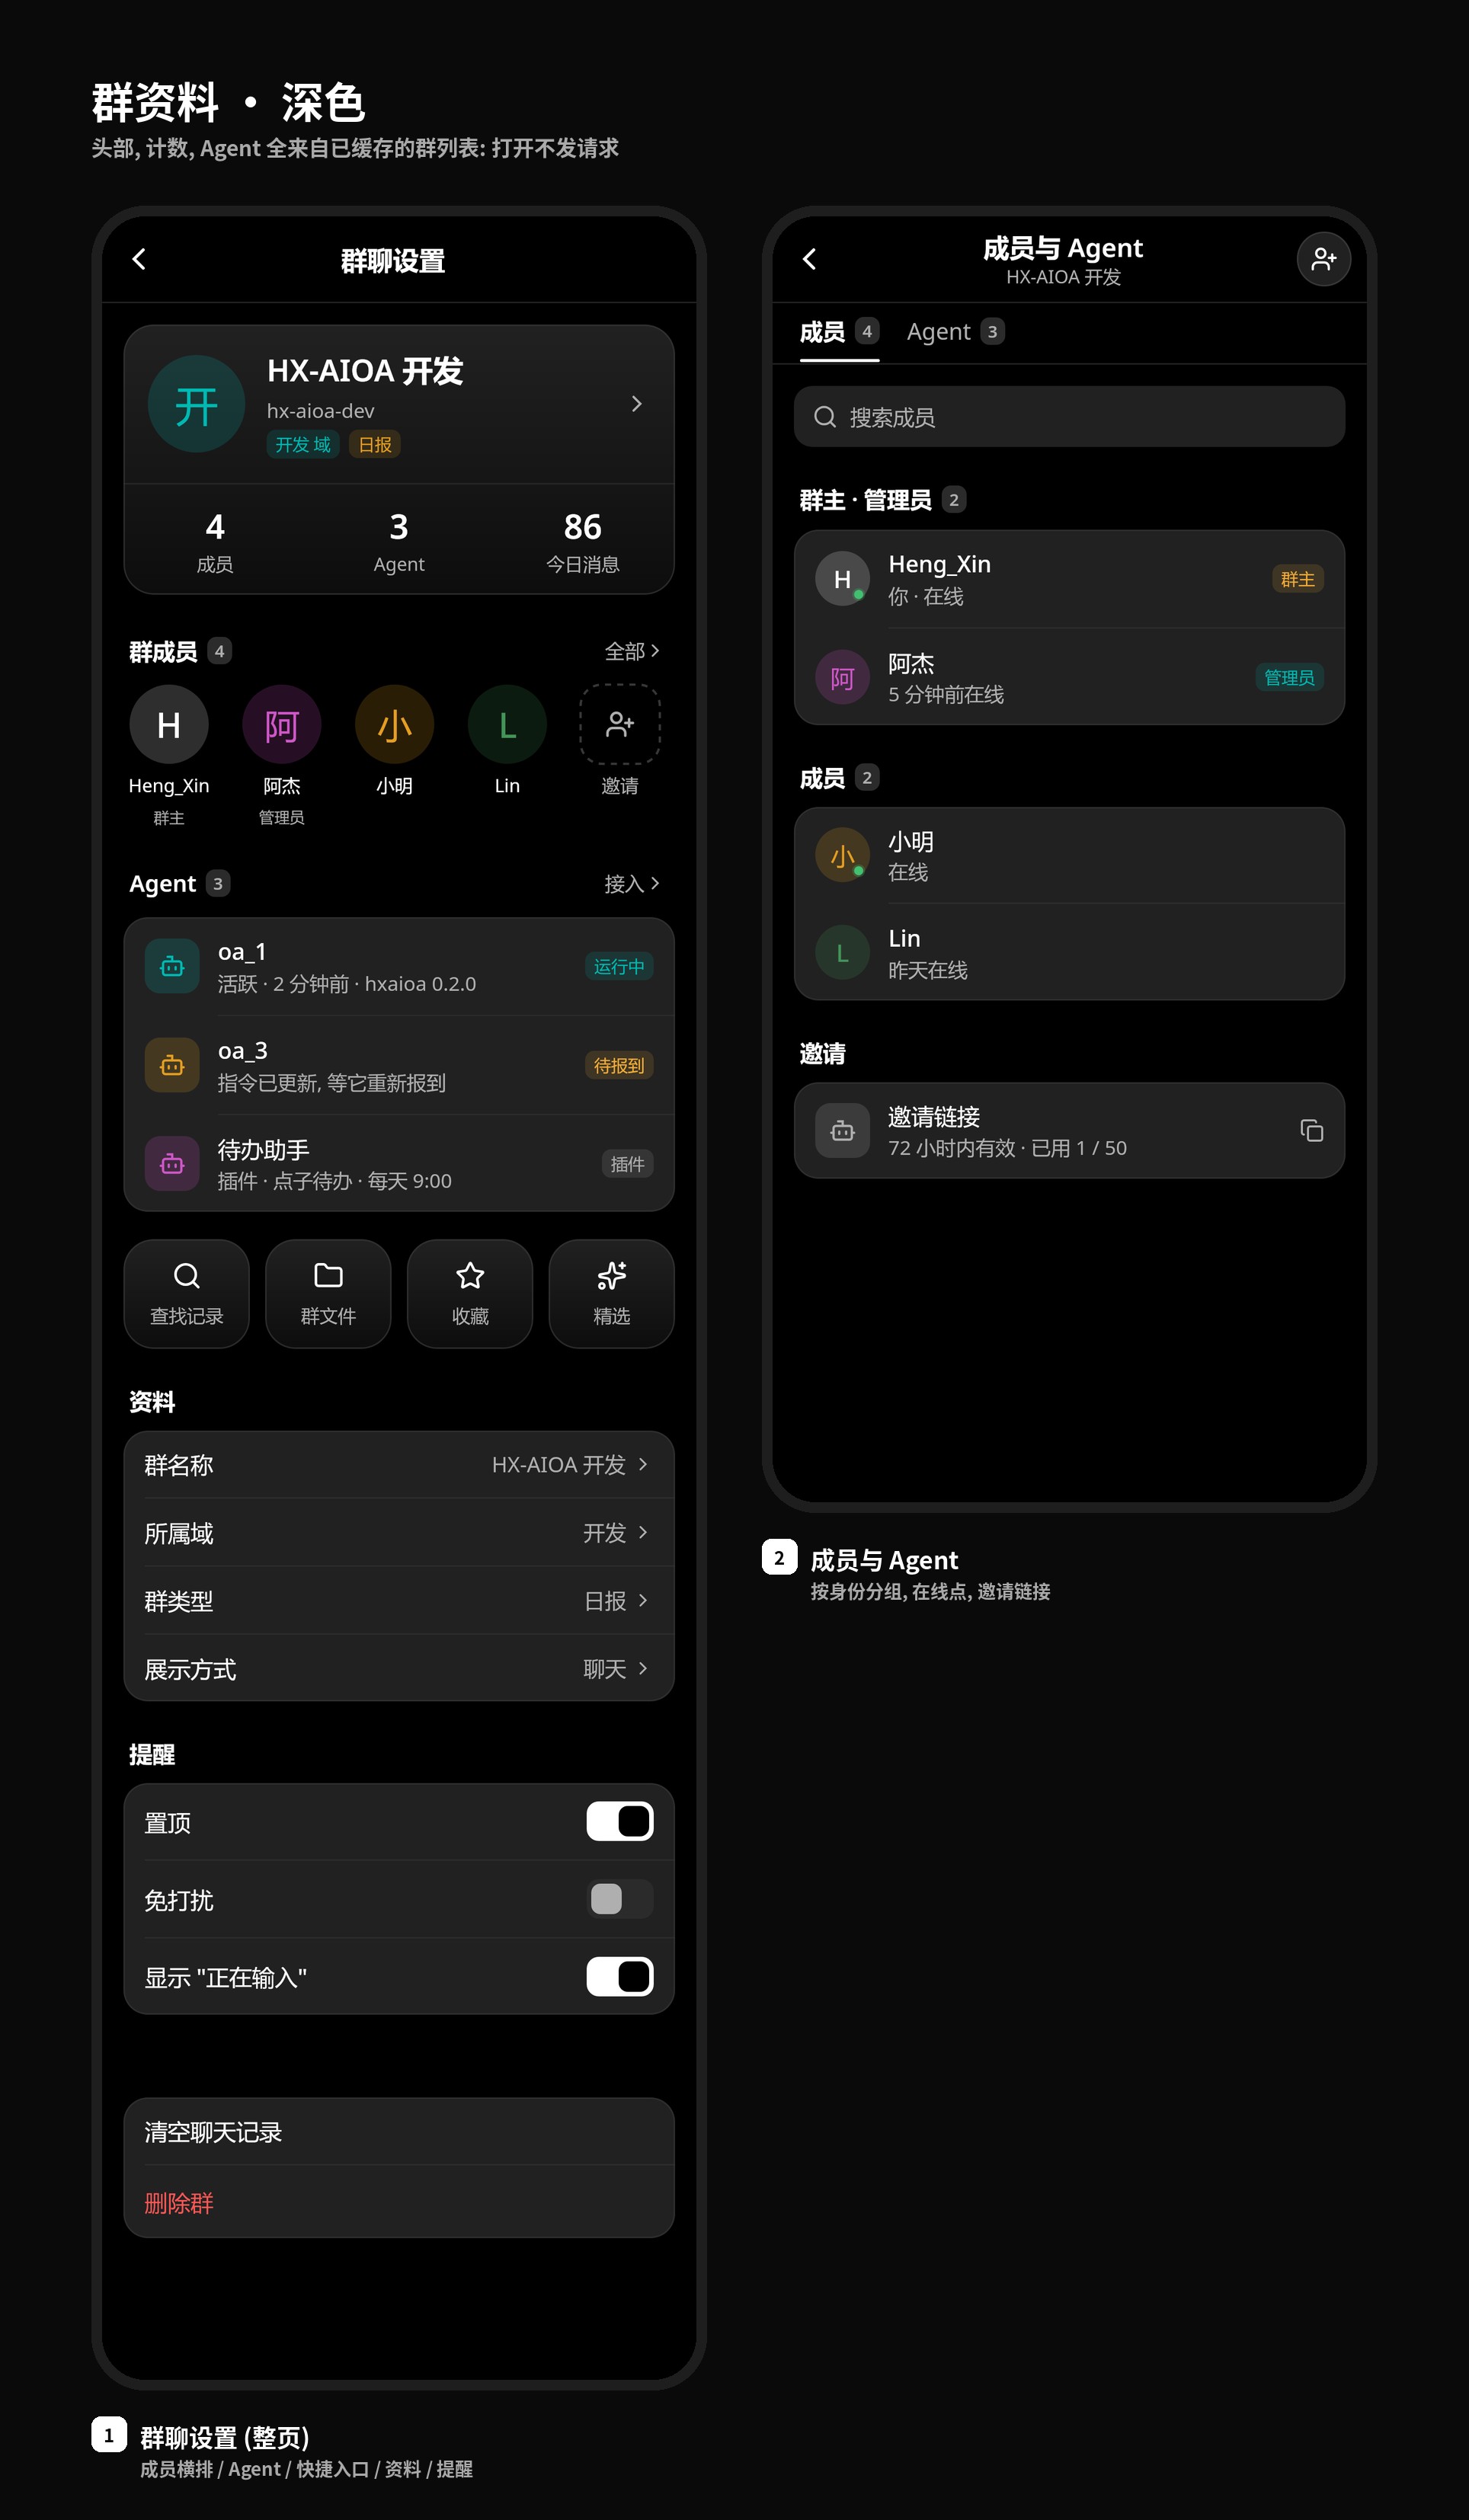 群资料 · 深色
头部, 计数, Agent 全来自已缓存的群列表: 打开不发请求
群聊设置
开
HX-AIOA 开发
hx-aioa-dev
开发 域
日报
4
3
86
成员
Agent
今日消息
群成员 4
全部
H
阿
小
L
Heng_Xin
阿杰
小明
Lin
邀请
群主
管理员
Agent 3
接入
oa_1
活跃 · 2 分钟前 · hxaioa 0.2.0
运行中
oa_3
指令已更新, 等它重新报到
待报到
待办助手
插件 · 点子待办 · 每天 9:00
插件
查找记录
群文件
收藏
精选
资料
群名称
HX-AIOA 开发
所属域
开发
群类型
日报
展示方式
聊天
提醒
置顶
免打扰
显示 "正在输入"
清空聊天记录
删除群
1 群聊设置 (整页)
成员横排 / Agent / 快捷入口 / 资料 / 提醒
成员与 Agent
HX-AIOA 开发
成员 4
Agent 3
搜索成员
群主 · 管理员 2
H
Heng_Xin
你 · 在线
群主
阿
阿杰
5 分钟前在线
管理员
成员 2
小
小明
在线
L
Lin
昨天在线
邀请
邀请链接
72 小时内有效 · 已用 1 / 50
2 成员与 Agent
按身份分组, 在线点, 邀请链接